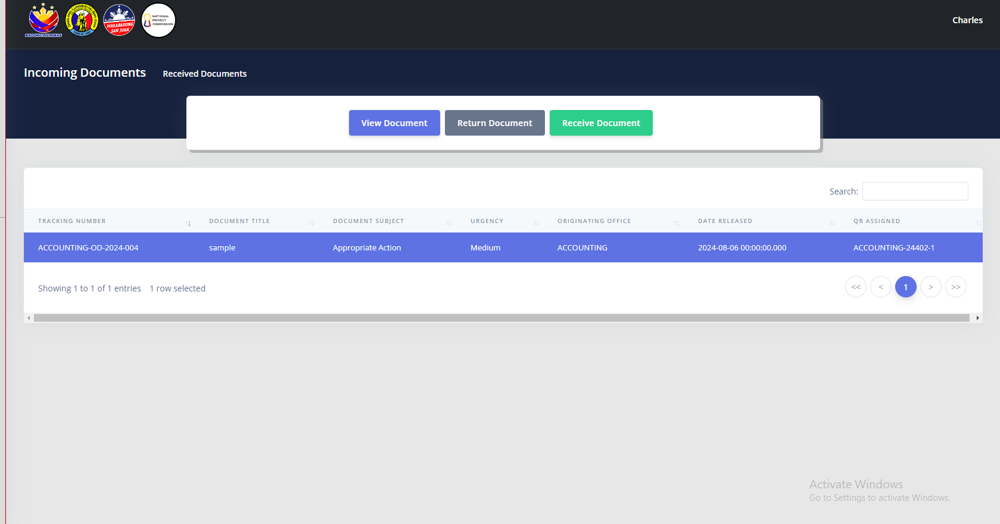 BAGONG PILIPINAS
MAKABAGONG
SAN JUAN
NATIONAL
PRIVACY
COMMISSION
Charles
Incoming Documents Received Documents
View Document Return Document Receive Document
Search:
TRACKING NUMBER DOCUMENT TITLE DOCUMENT SUBJECT URGENCY ORIGINATING OFFICE DATE RELEASED QR ASSIGNED
ACCOUNTING-OD-2024-004 sample Appropriate Action Medium ACCOUNTING 2024-08-06 00:00:00.000 ACCOUNTING-24402-1
Showing 1 to 1 of 1 entries 1 row selected
<< < 1 > >>
Activate Windows
Go to Settings to activate Windows.